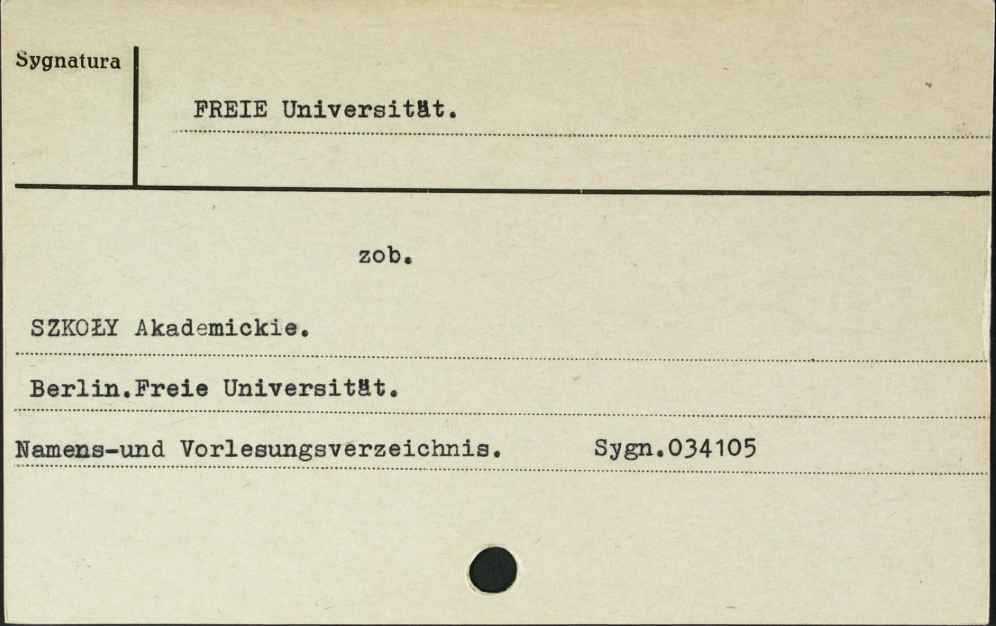 Sygnatura
FREIE Universität.
zob.
SZKOŁY Akademickie.
Berlin.Freie Universität.
Namens-und Vorlesungsverzeichnis. Sygn.034105